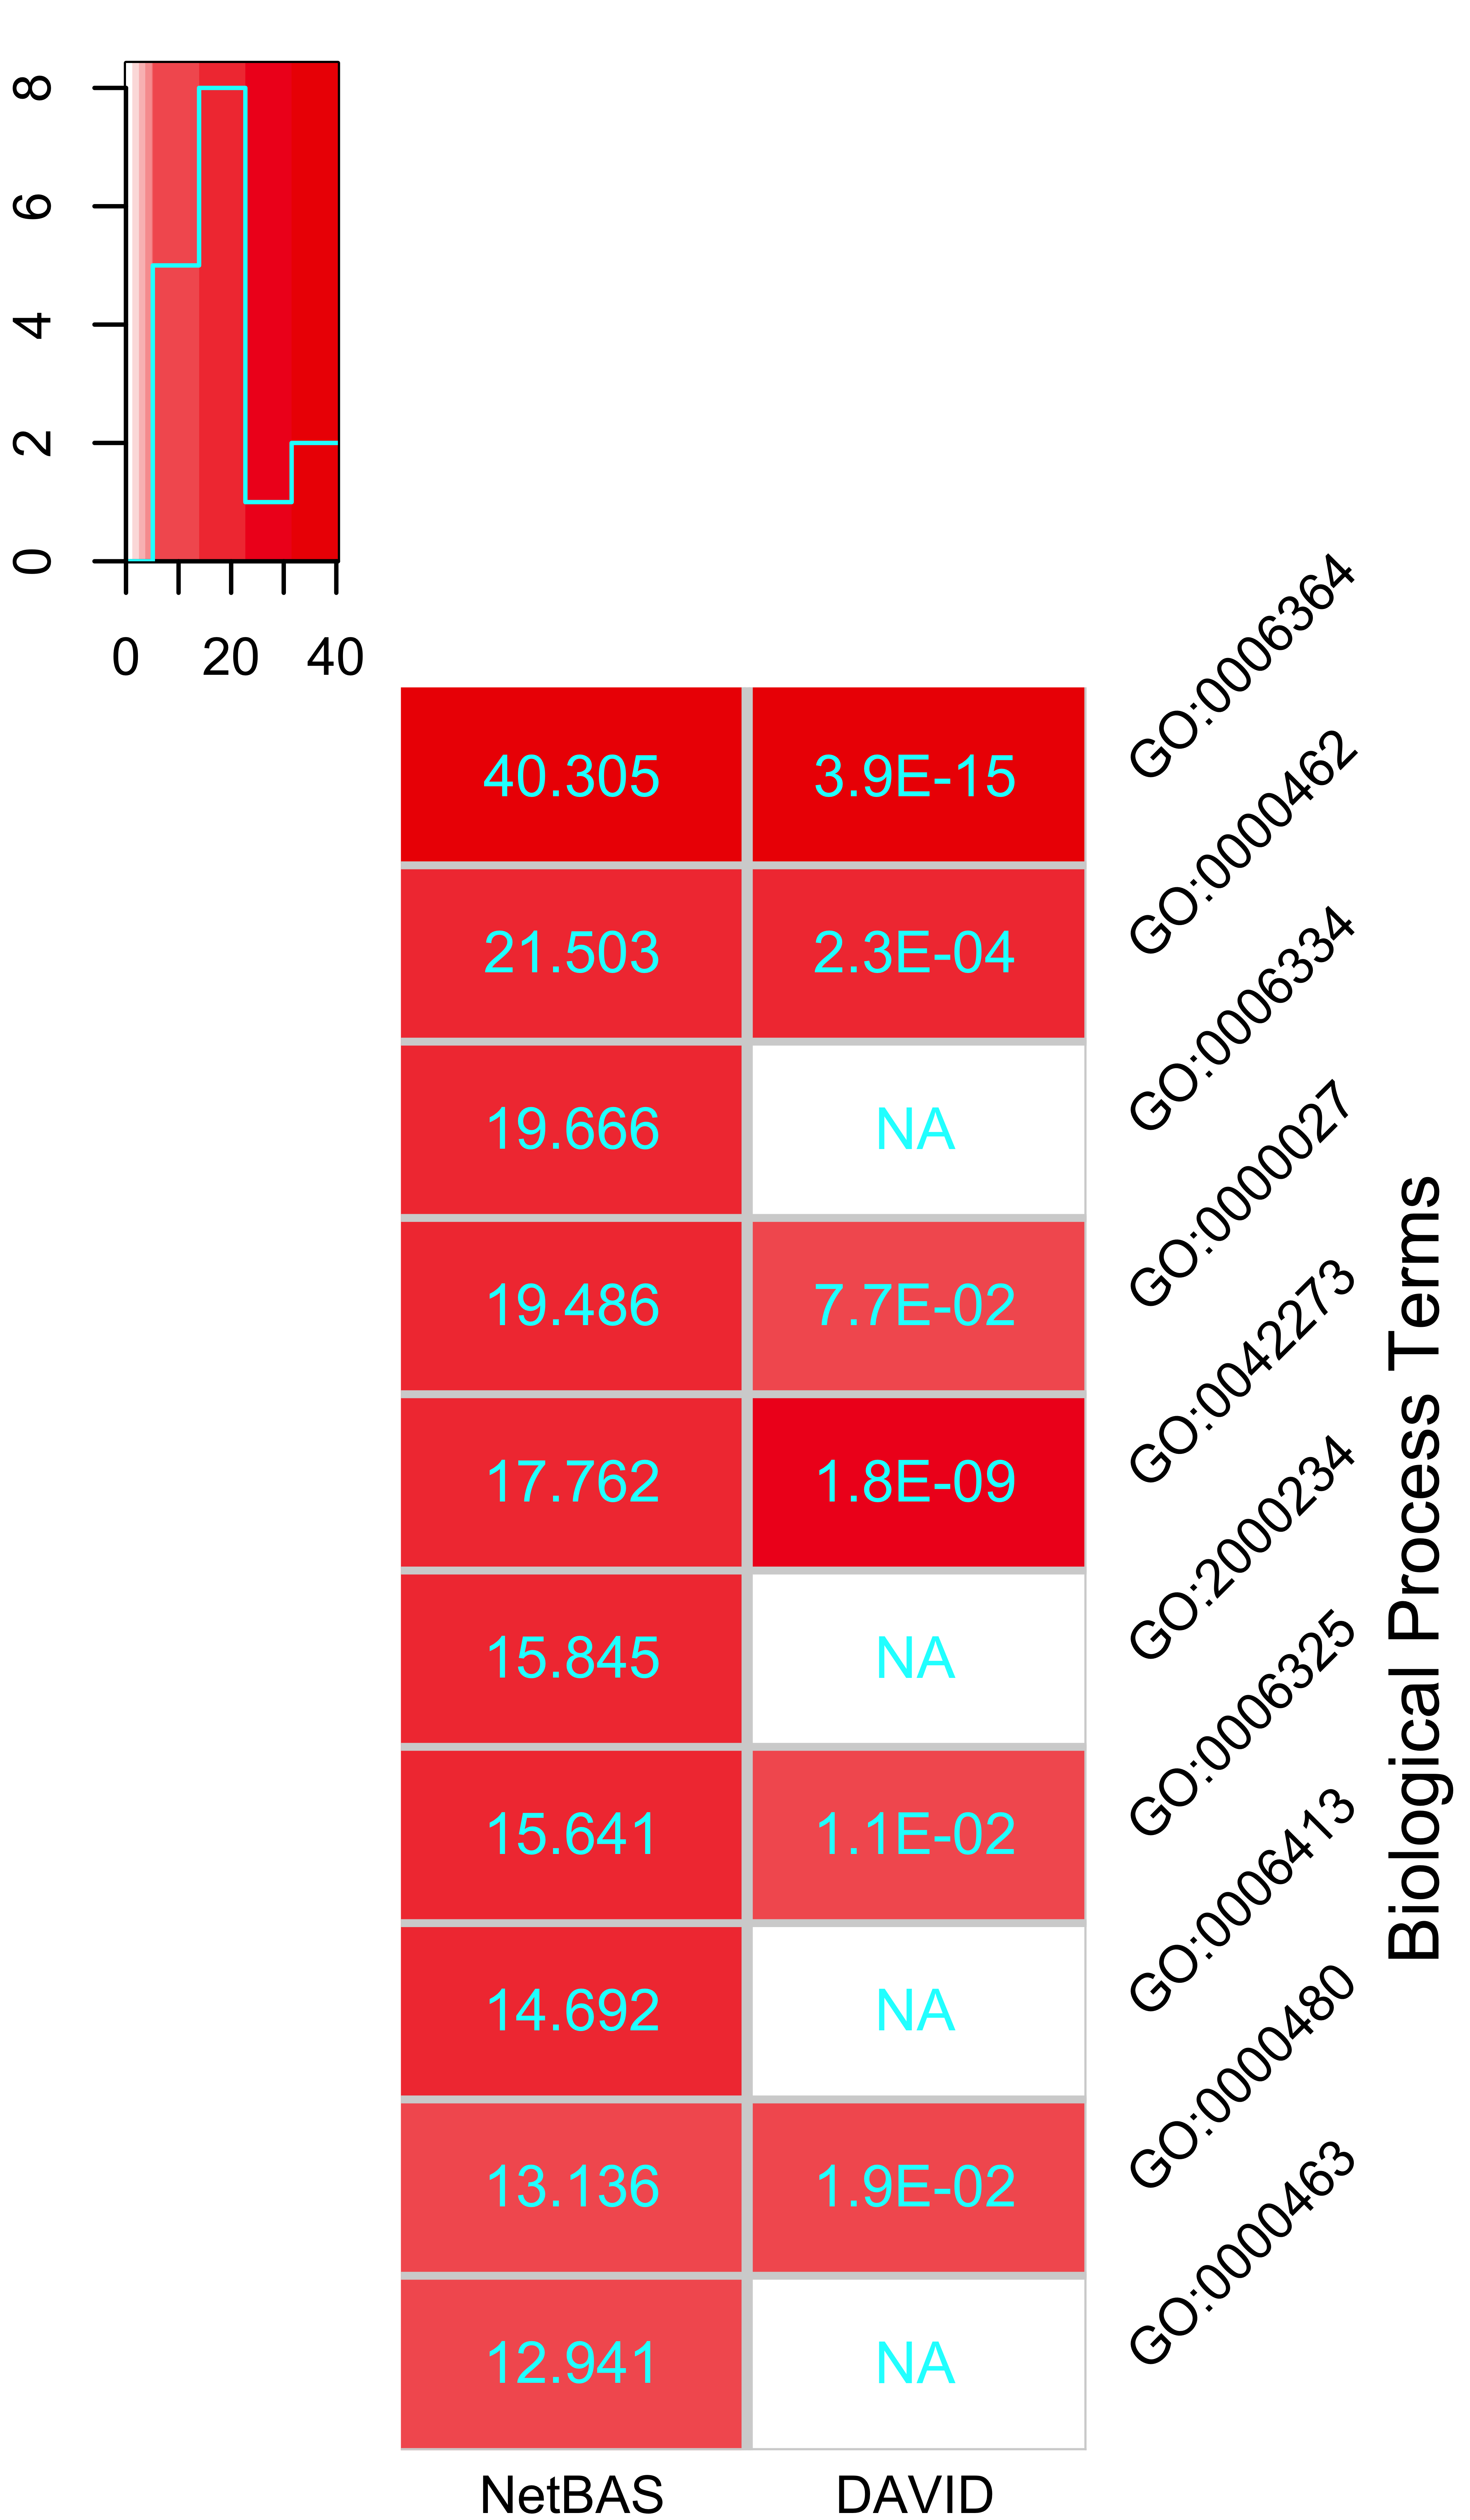 8
6
4
2
0
0 20 40
40.305 3.9E-15 GO:0006364
21.503 2.3E-04 GO:0000462
19.666 NA GO:0006334
19.486 7.7E-02 GO:0000027
17.762 1.8E-09 GO:0042273
15.845 NA GO:2000234
15.641 1.1E-02 GO:0006325
14.692 NA GO:0006413
13.136 1.9E-02 GO:0000480
12.941 NA GO:0000463
Biological Process Terms
NetBAS DAVID